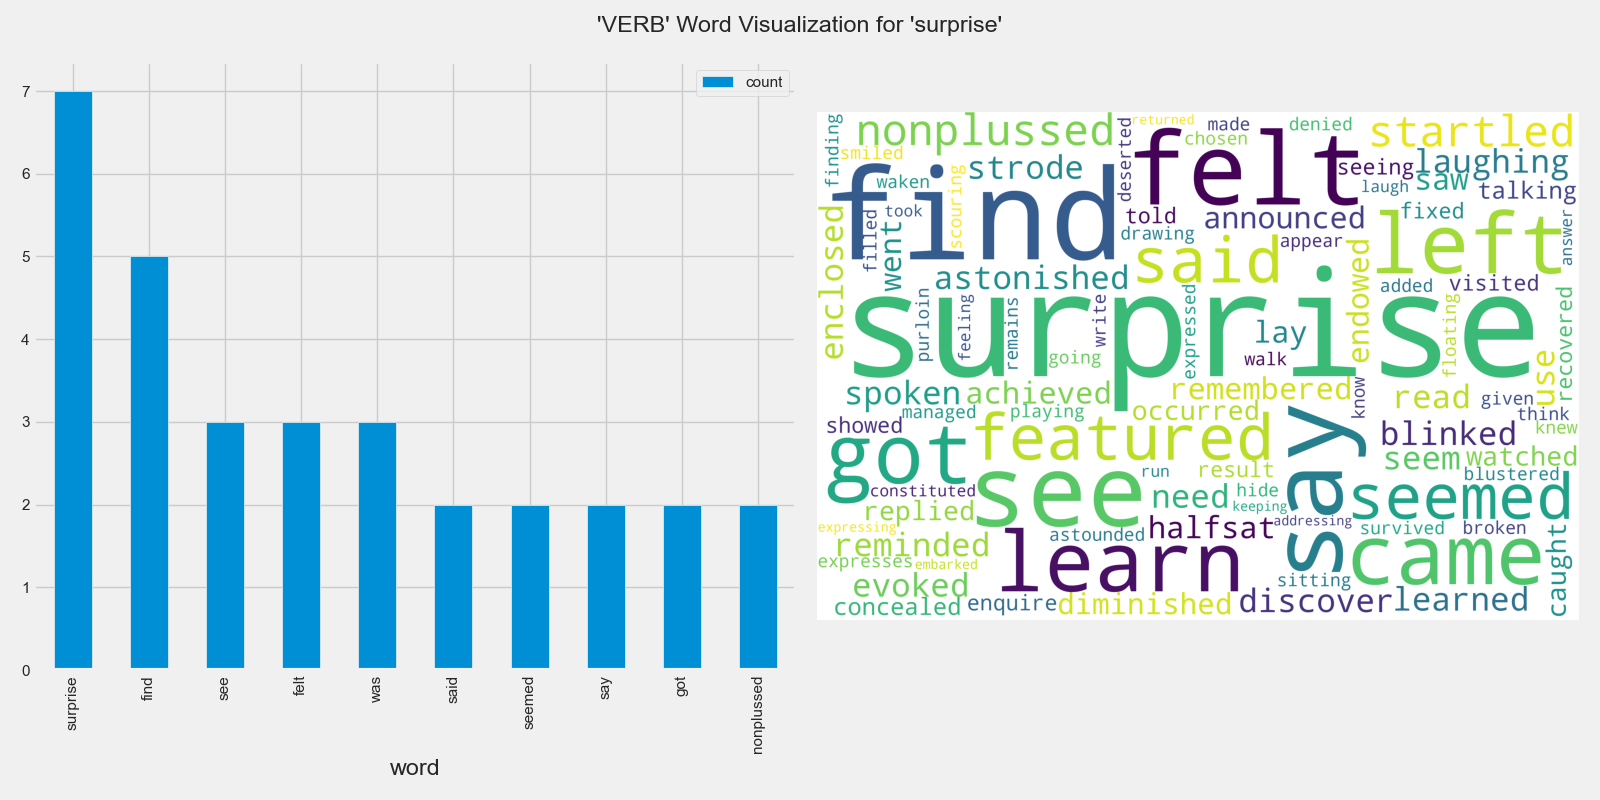 'VERB' Word Visualization for 'surprise'
count
7
6
5
4
3
2
1
0
surprise
find
see
felt
was
said
seemed
say
got
nonplussed
word
finding
nonplussed
returned
made
denied
startled
smiled
deserted
chosen
felt
strode
seeing
laughing
find
waken
scouring
laugh
saw
talking
took
told
announced
fixed
left
enclosed
filled
went
drawing
said
appear
answer
astonished
endowed
added
visited
surprise
purloin
feeling
remains
write
expressed
lay
floating
recovered
going
walk
use
spoken
achieved
remembered
know
read
given
managed
playing
occurred
think
showed
say
blinked
knew
got
featured
seem
watched
see
run
result
blustered
constituted
need
hide
seemed
keeping
replied
expressing
halfsat
addressing
survived
broken
reminded
astounded
learn
came
caught
expresses
embarked
evoked
sitting
concealed
enquire
diminished
discover
learned